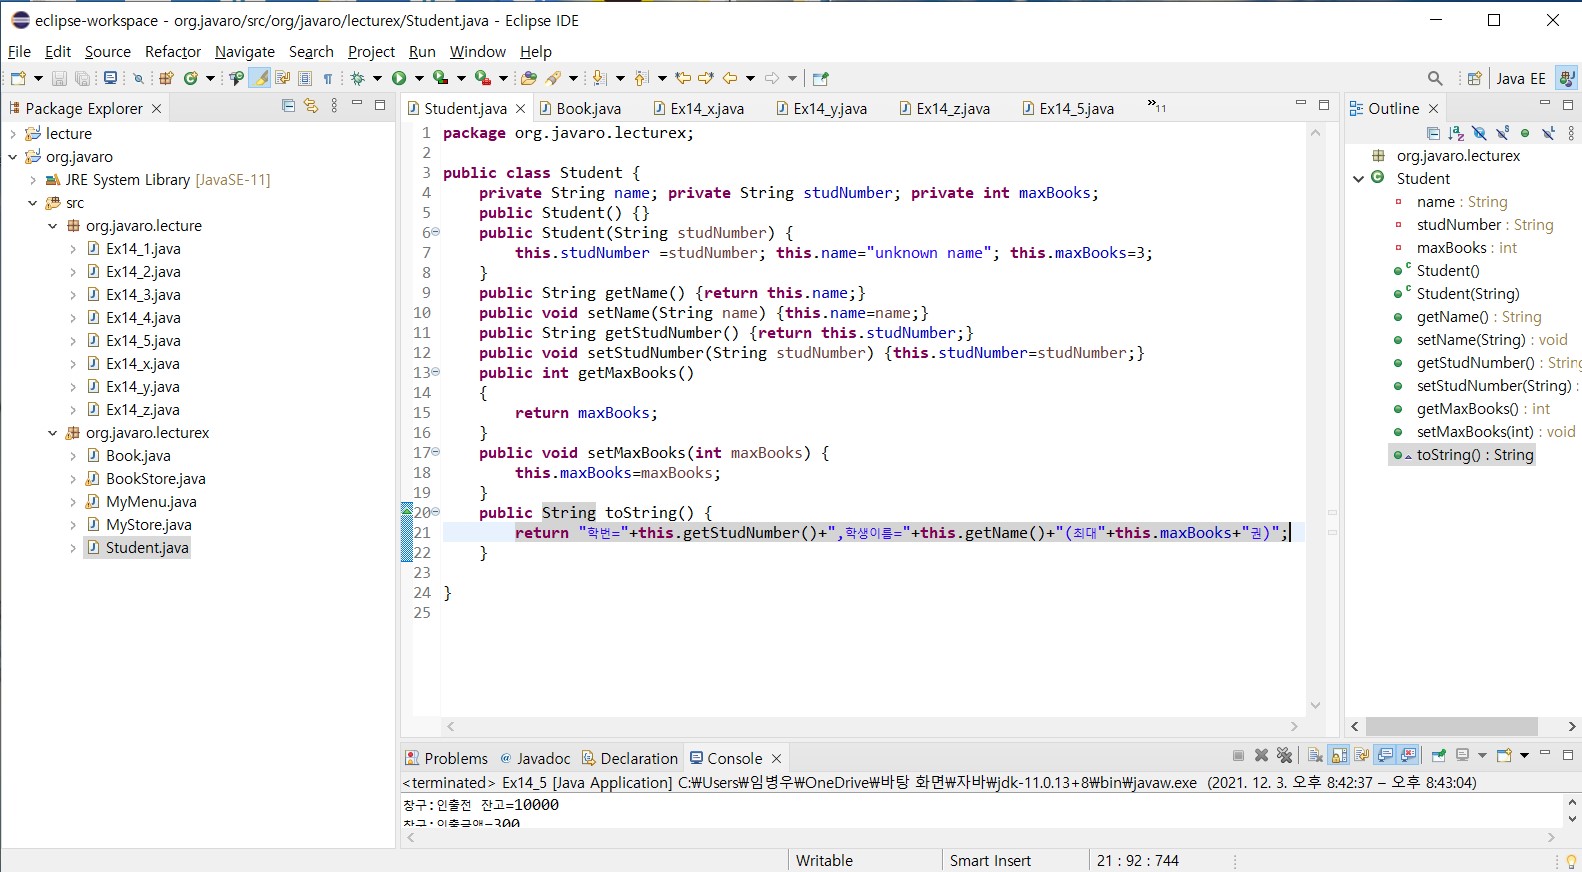 eclipse-workspace - org.javaro/src/org/javaro/lecturex/Student.java - Eclipse IDE
File Edit Source Refactor Navigate Search Project Run Window Help
Java EE
Package Explorer
lecture
org.javaro
JRE System Library [JavaSE-11]
src
org.javaro.lecture
Ex14_1.java
Ex14_2.java
Ex14_3.java
Ex14_4.java
Ex14_5.java
Ex14_x.java
Ex14_y.java
Ex14_z.java
org.javaro.lecturex
Book.java
BookStore.java
MyMenu.java
MyStore.java
Student.java
Student.java Book.java Ex14_x.java Ex14_y.java Ex14_z.java Ex14_5.java »11
1 package org.javaro.lecturex;
2
3 public class Student {
4 private String name; private String studNumber; private int maxBooks;
5 public Student() {}
6 public Student(String studNumber) {
7 this.studNumber =studNumber; this.name="unknown name"; this.maxBooks=3;
8 }
9 public String getName() {return this.name;}
10 public void setName(String name) {this.name=name;}
11 public String getStudNumber() {return this.studNumber;}
12 public void setStudNumber(String studNumber) {this.studNumber=studNumber;}
13 public int getMaxBooks()
14 {
15 return maxBooks;
16 }
17 public void setMaxBooks(int maxBooks) {
18 this.maxBooks=maxBooks;
19 }
20 public String toString() {
21 return "학번="+this.getStudNumber()+",학생이름="+this.getName()+"(최대"+this.maxBooks+"권)";
22 }
23
24 }
25
Outline
org.javaro.lecturex
Student
name : String
studNumber : String
maxBooks : int
Student()
Student(String)
getName() : String
setName(String) : void
getStudNumber() : String
setStudNumber(String) :
getMaxBooks() : int
setMaxBooks(int) : void
toString() : String
Problems @ Javadoc Declaration Console
<terminated> Ex14_5 [Java Application] C:₩Users₩임병우₩OneDrive₩바탕 화면₩자바₩jdk-11.0.13+8₩bin₩javaw.exe (2021. 12. 3. 오후 8:42:37 – 오후 8:43:04)
창구:인출전 잔고=10000
창구:인출금액=300
Writable Smart Insert 21 : 92 : 744